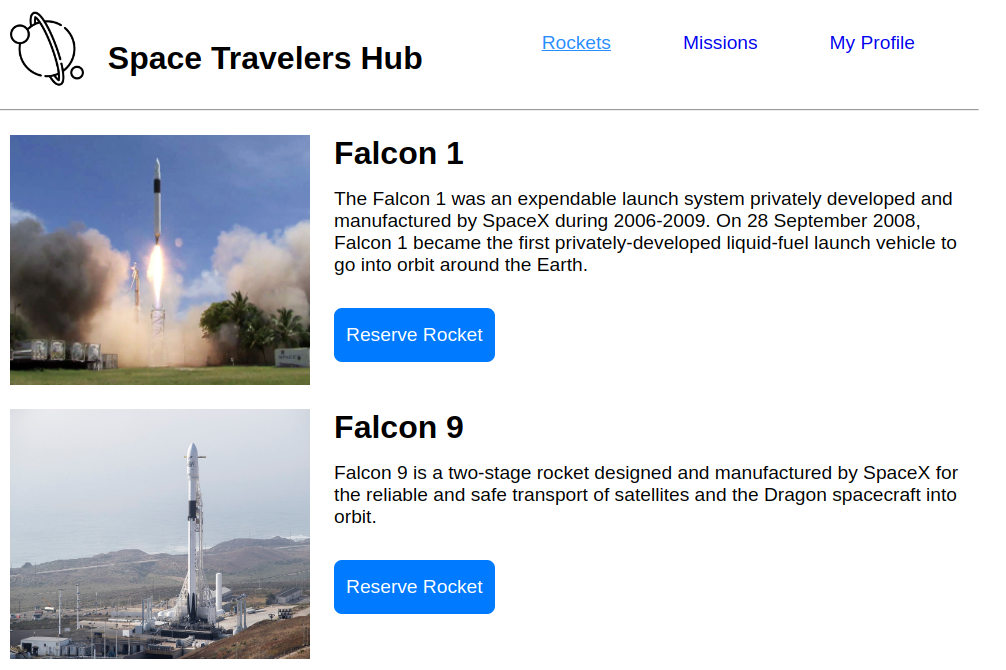 Space Travelers Hub
Rockets
Missions
My Profile
Falcon 1
The Falcon 1 was an expendable launch system privately developed and
manufactured by SpaceX during 2006-2009. On 28 September 2008,
Falcon 1 became the first privately-developed liquid-fuel launch vehicle to
go into orbit around the Earth.
Reserve Rocket
Falcon 9
Falcon 9 is a two-stage rocket designed and manufactured by SpaceX for
the reliable and safe transport of satellites and the Dragon spacecraft into
orbit.
Reserve Rocket